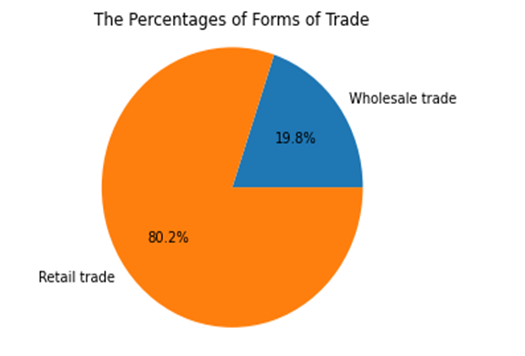 The Percentages of Forms of Trade
Wholesale trade
19.8%
80.2%
Retail trade